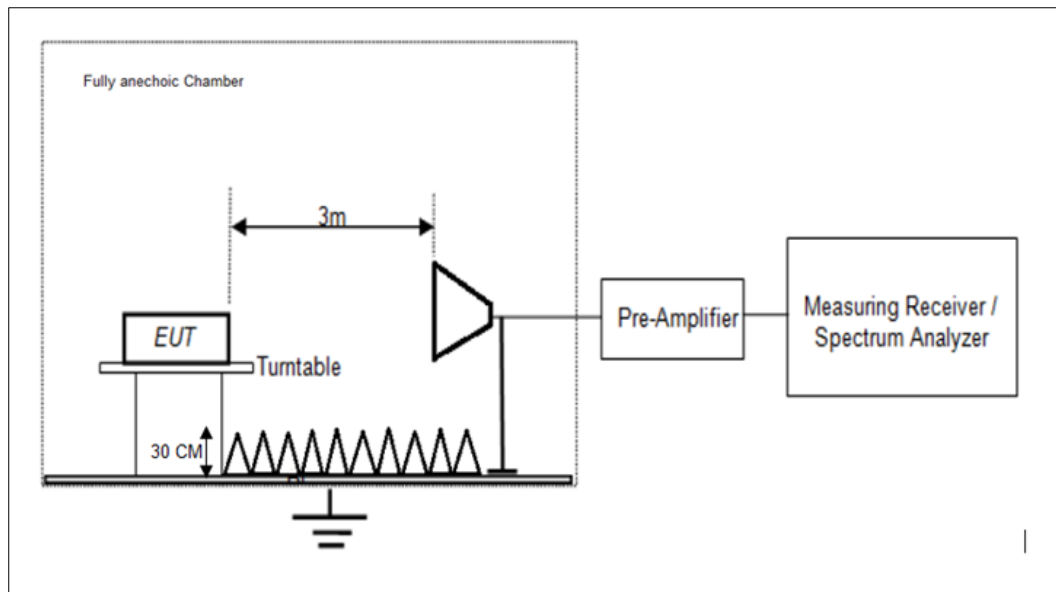 Fully anechoic Chamber
3m
EUT
Turntable
30 CM
Pre-Amplifier
Measuring Receiver /
Spectrum Analyzer